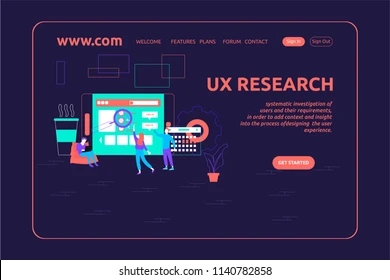 www.com
WELCOME FEATURES PLANS FORUM CONTACT Sign In Sign Out
UX RESEARCH
systematic investigation of
users and their requirements,
in order to add context and insight
into the process ofdesigning the user
experience.
GET STARTED
shutterstock.com · 1140782858